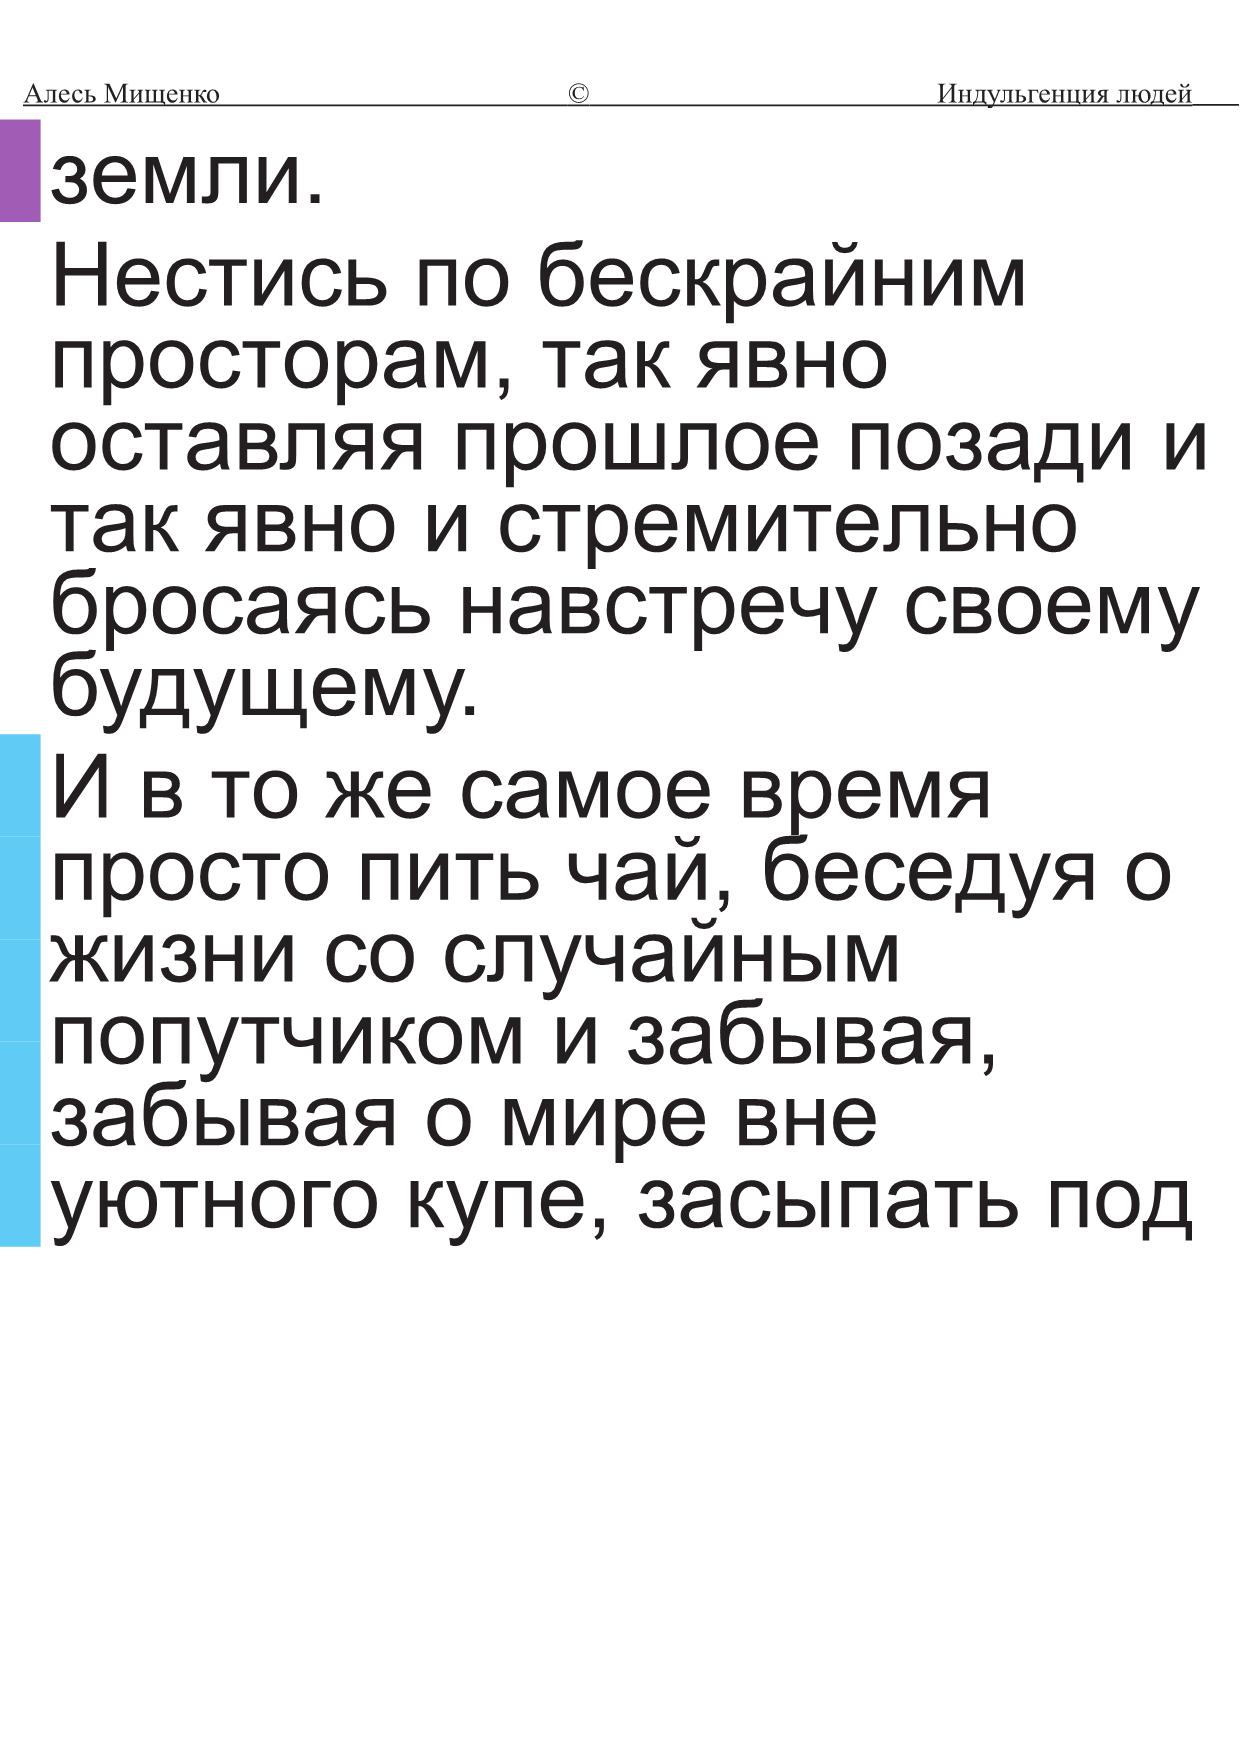 Алесь Мищенко © Индульгенция людей
земли.
Нестись по бескрайним
просторам, так явно
оставляя прошлое позади и
так явно и стремительно
бросаясь навстречу своему
будущему.
И в то же самое время
просто пить чай, беседуя о
жизни со случайным
попутчиком и забывая,
забывая о мире вне
уютного купе, засыпать под